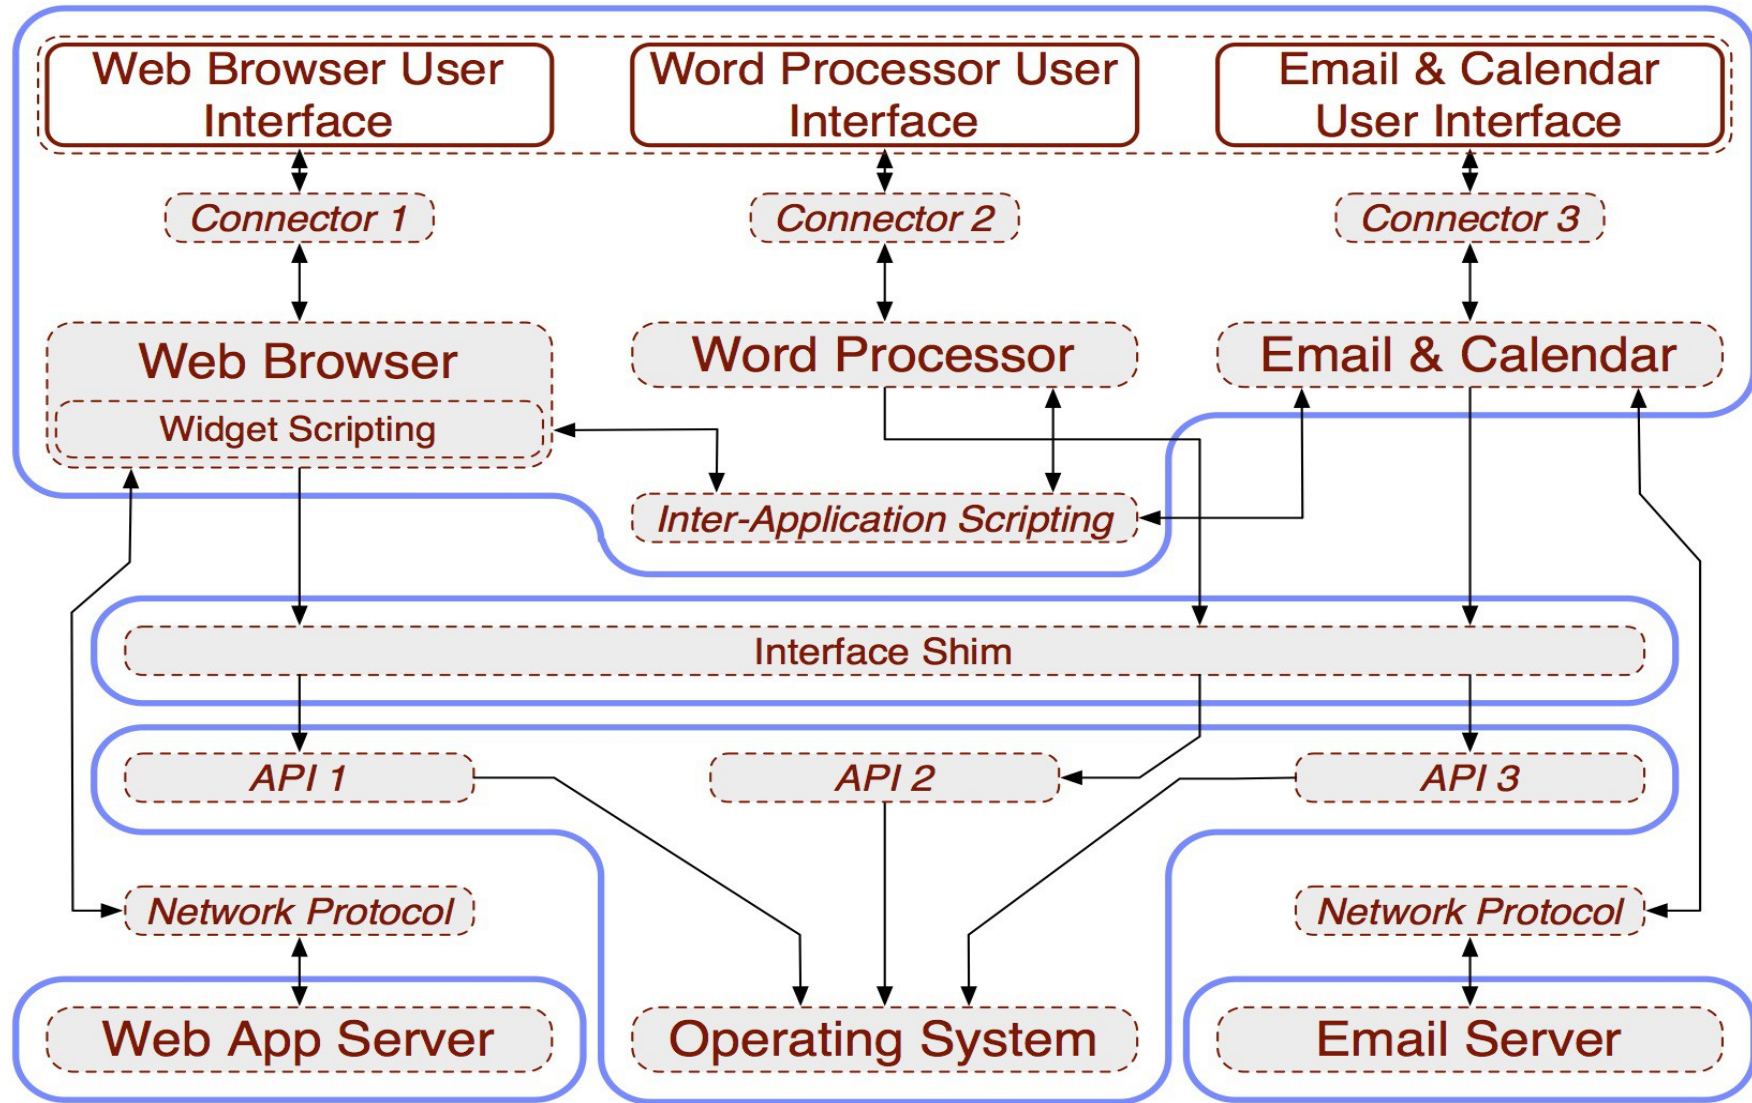 Web Browser User
Interface
Word Processor User
Interface
Email & Calendar
User Interface
Connector 1
Connector 2
Connector 3
Web Browser
Widget Scripting
Word Processor
Email & Calendar
Inter-Application Scripting
Interface Shim
API 1
API 2
API 3
Network Protocol
Network Protocol
Web App Server
Operating System
Email Server